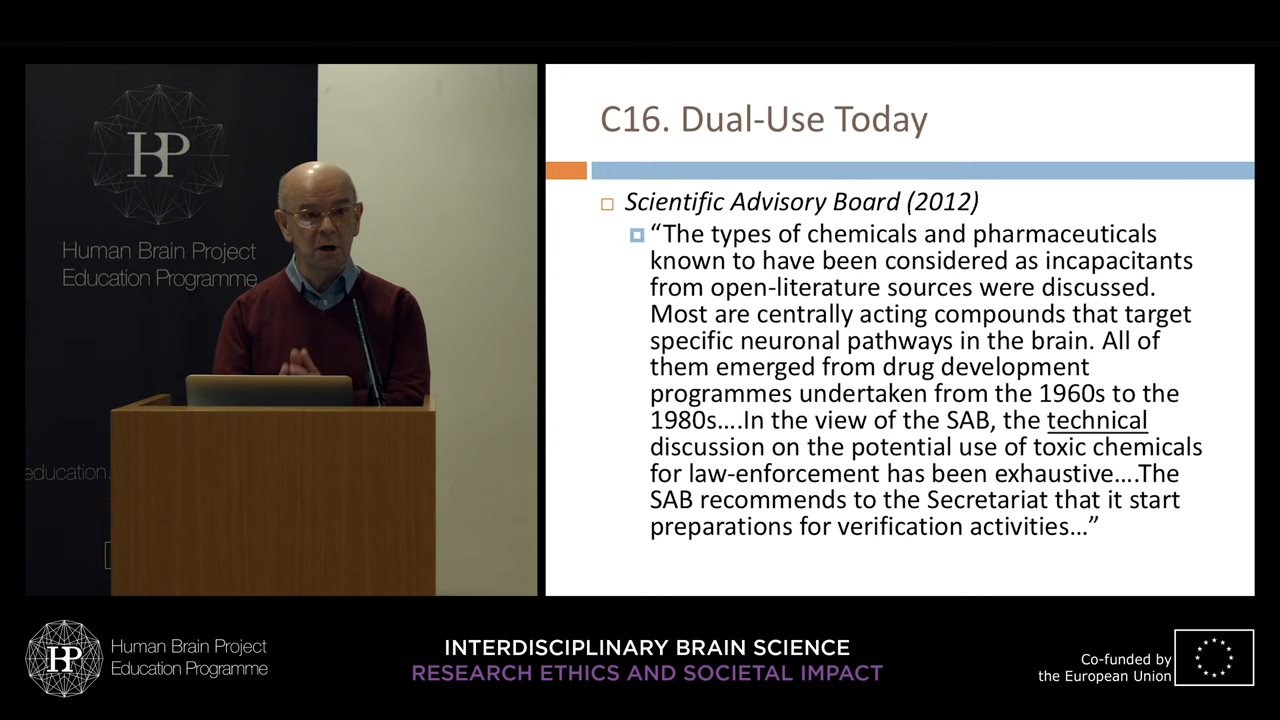 HP
Human Brain Project
Education Programme
education.
C16. Dual-Use Today
Scientific Advisory Board (2012)
“The types of chemicals and pharmaceuticals
known to have been considered as incapacitants
from open-literature sources were discussed.
Most are centrally acting compounds that target
specific neuronal pathways in the brain. All of
them emerged from drug development
programmes undertaken from the 1960s to the
1980s….In the view of the SAB, the technical
discussion on the potential use of toxic chemicals
for law-enforcement has been exhaustive….The
SAB recommends to the Secretariat that it start
preparations for verification activities…”
HP
Human Brain Project
Education Programme
INTERDISCIPLINARY BRAIN SCIENCE
RESEARCH ETHICS AND SOCIETAL IMPACT
Co-funded by
the European Union